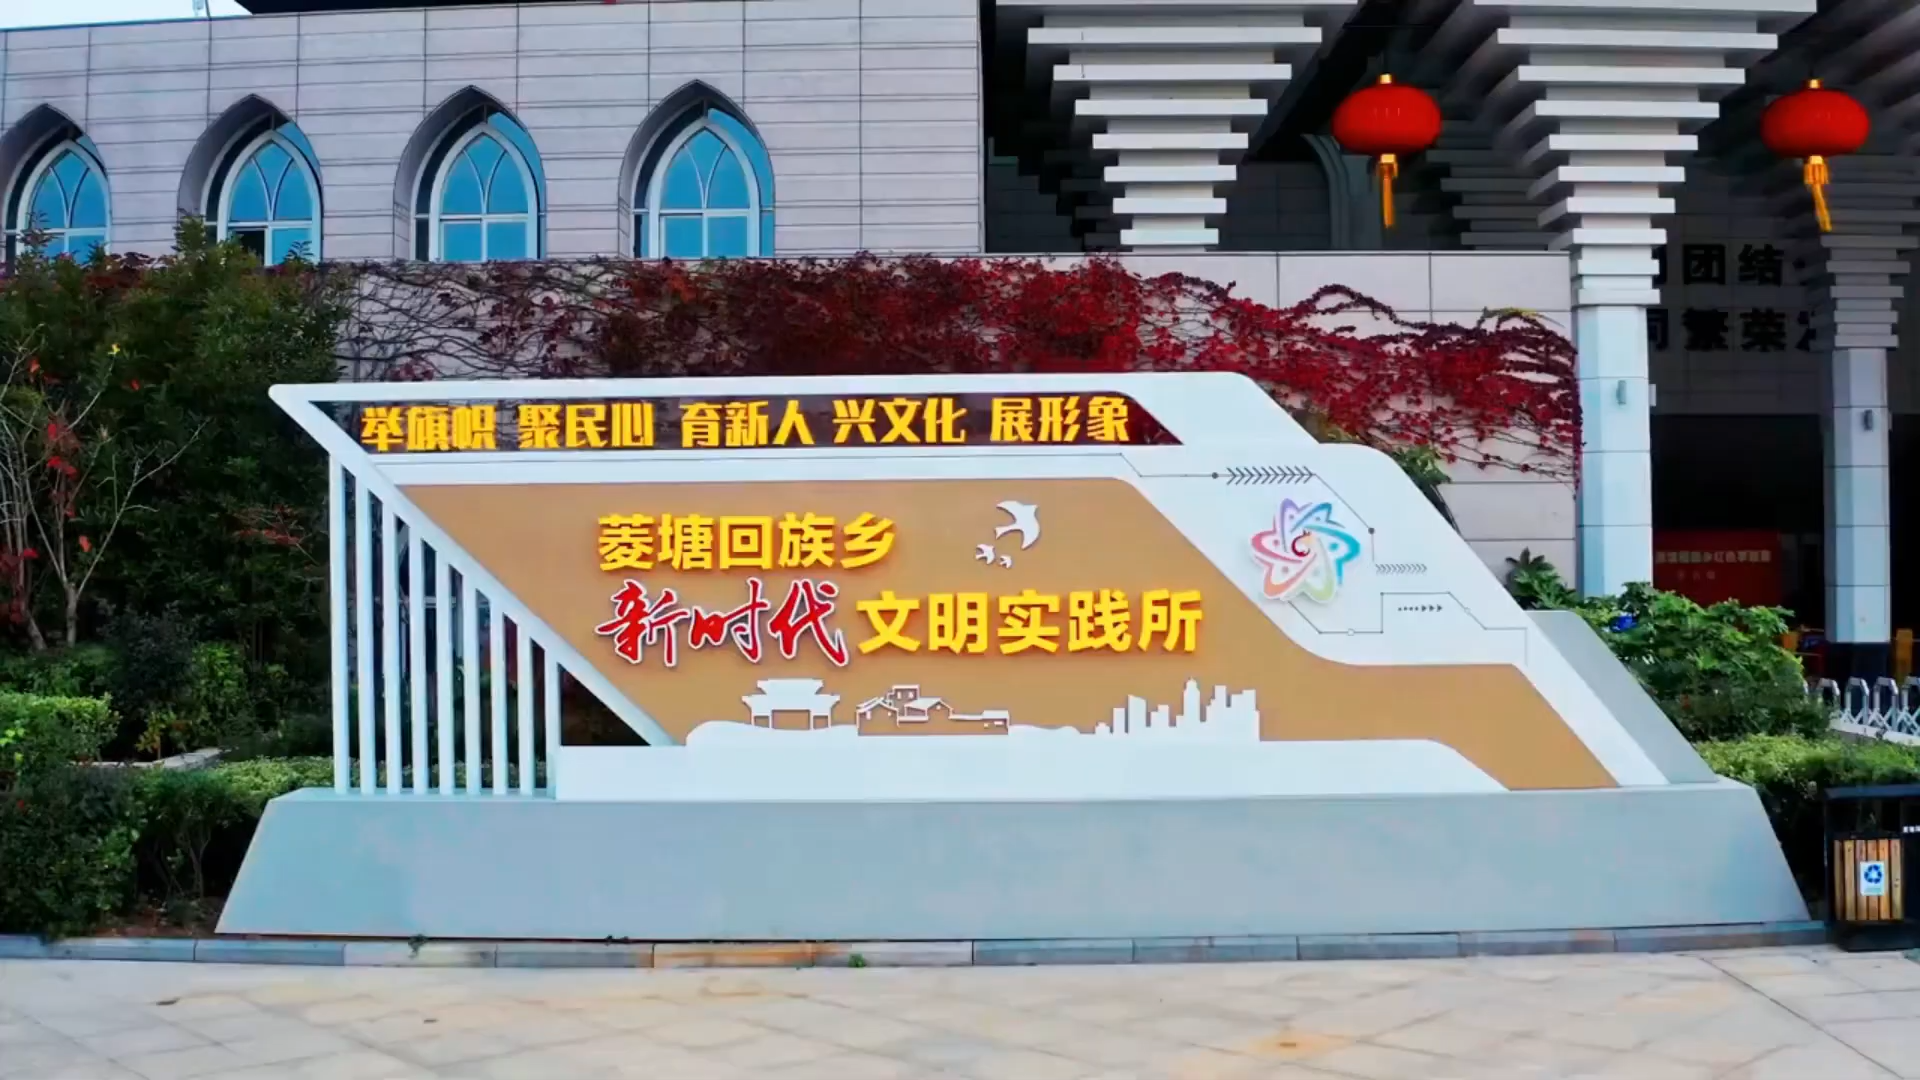 举旗帜 聚民心 育新人 兴文化 展形象
菱塘回族乡
新时代文明实践所
团结
繁荣